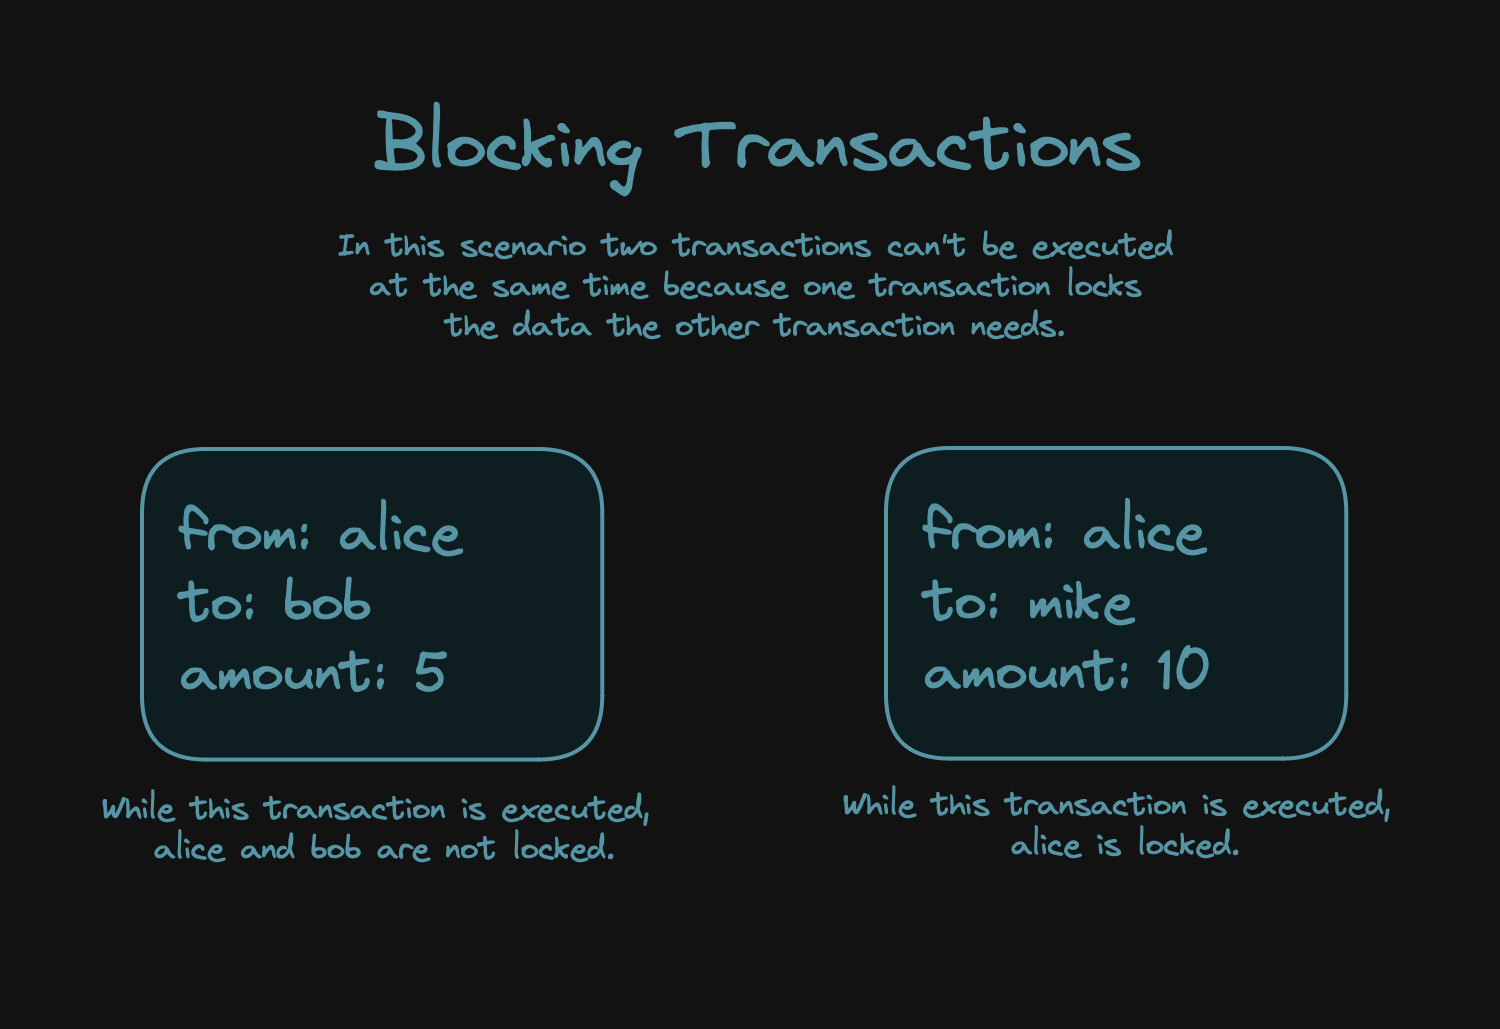 Blocking Transactions
In this scenario two transactions can't be executed
at the same time because one transaction locks
the data the other transaction needs.
from: alice
to: bob
amount: 5
While this transaction is executed,
alice and bob are not locked.
from: alice
to: mike
amount: 10
While this transaction is executed,
alice is locked.